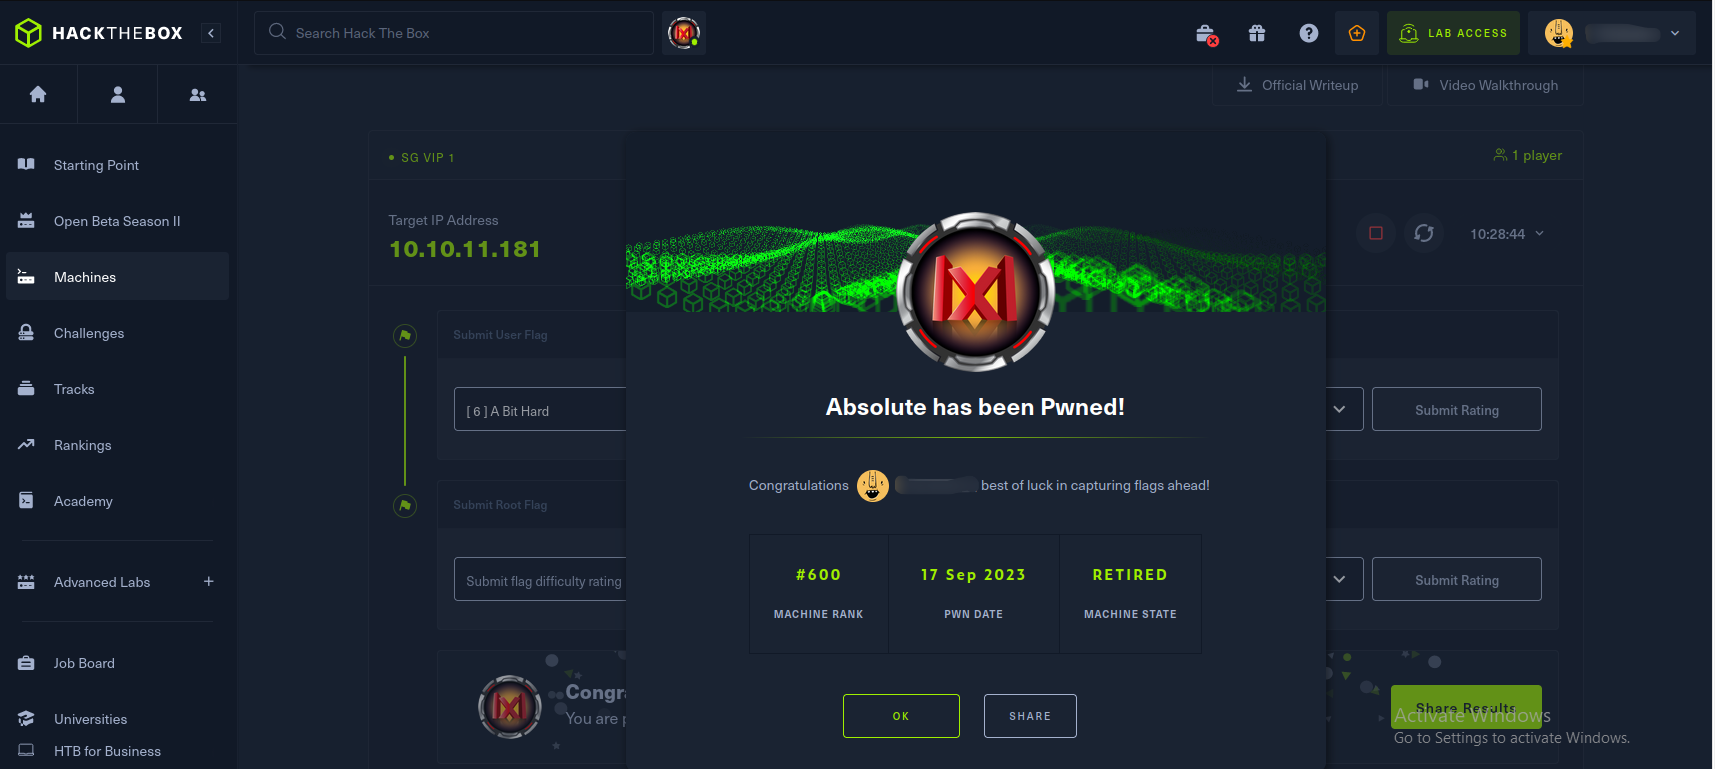 HACKTHEBOX
Search Hack The Box
LAB ACCESS
Official Writeup
Video Walkthrough
Starting Point
Open Beta Season II
Machines
Challenges
Tracks
Rankings
Academy
Advanced Labs +
Job Board
Universities
HTB for Business
SG VIP 1
1 player
Target IP Address
10.10.11.181
10:28:44
Submit User Flag
[ 6 ] A Bit Hard
Submit Rating
Submit Root Flag
Submit flag difficulty rating
Submit Rating
Absolute has been Pwned!
Congratulations best of luck in capturing flags ahead!
#600
MACHINE RANK
17 Sep 2023
PWN DATE
RETIRED
MACHINE STATE
OK
SHARE
You are
Share Results
Activate Windows
Go to Settings to activate Windows.